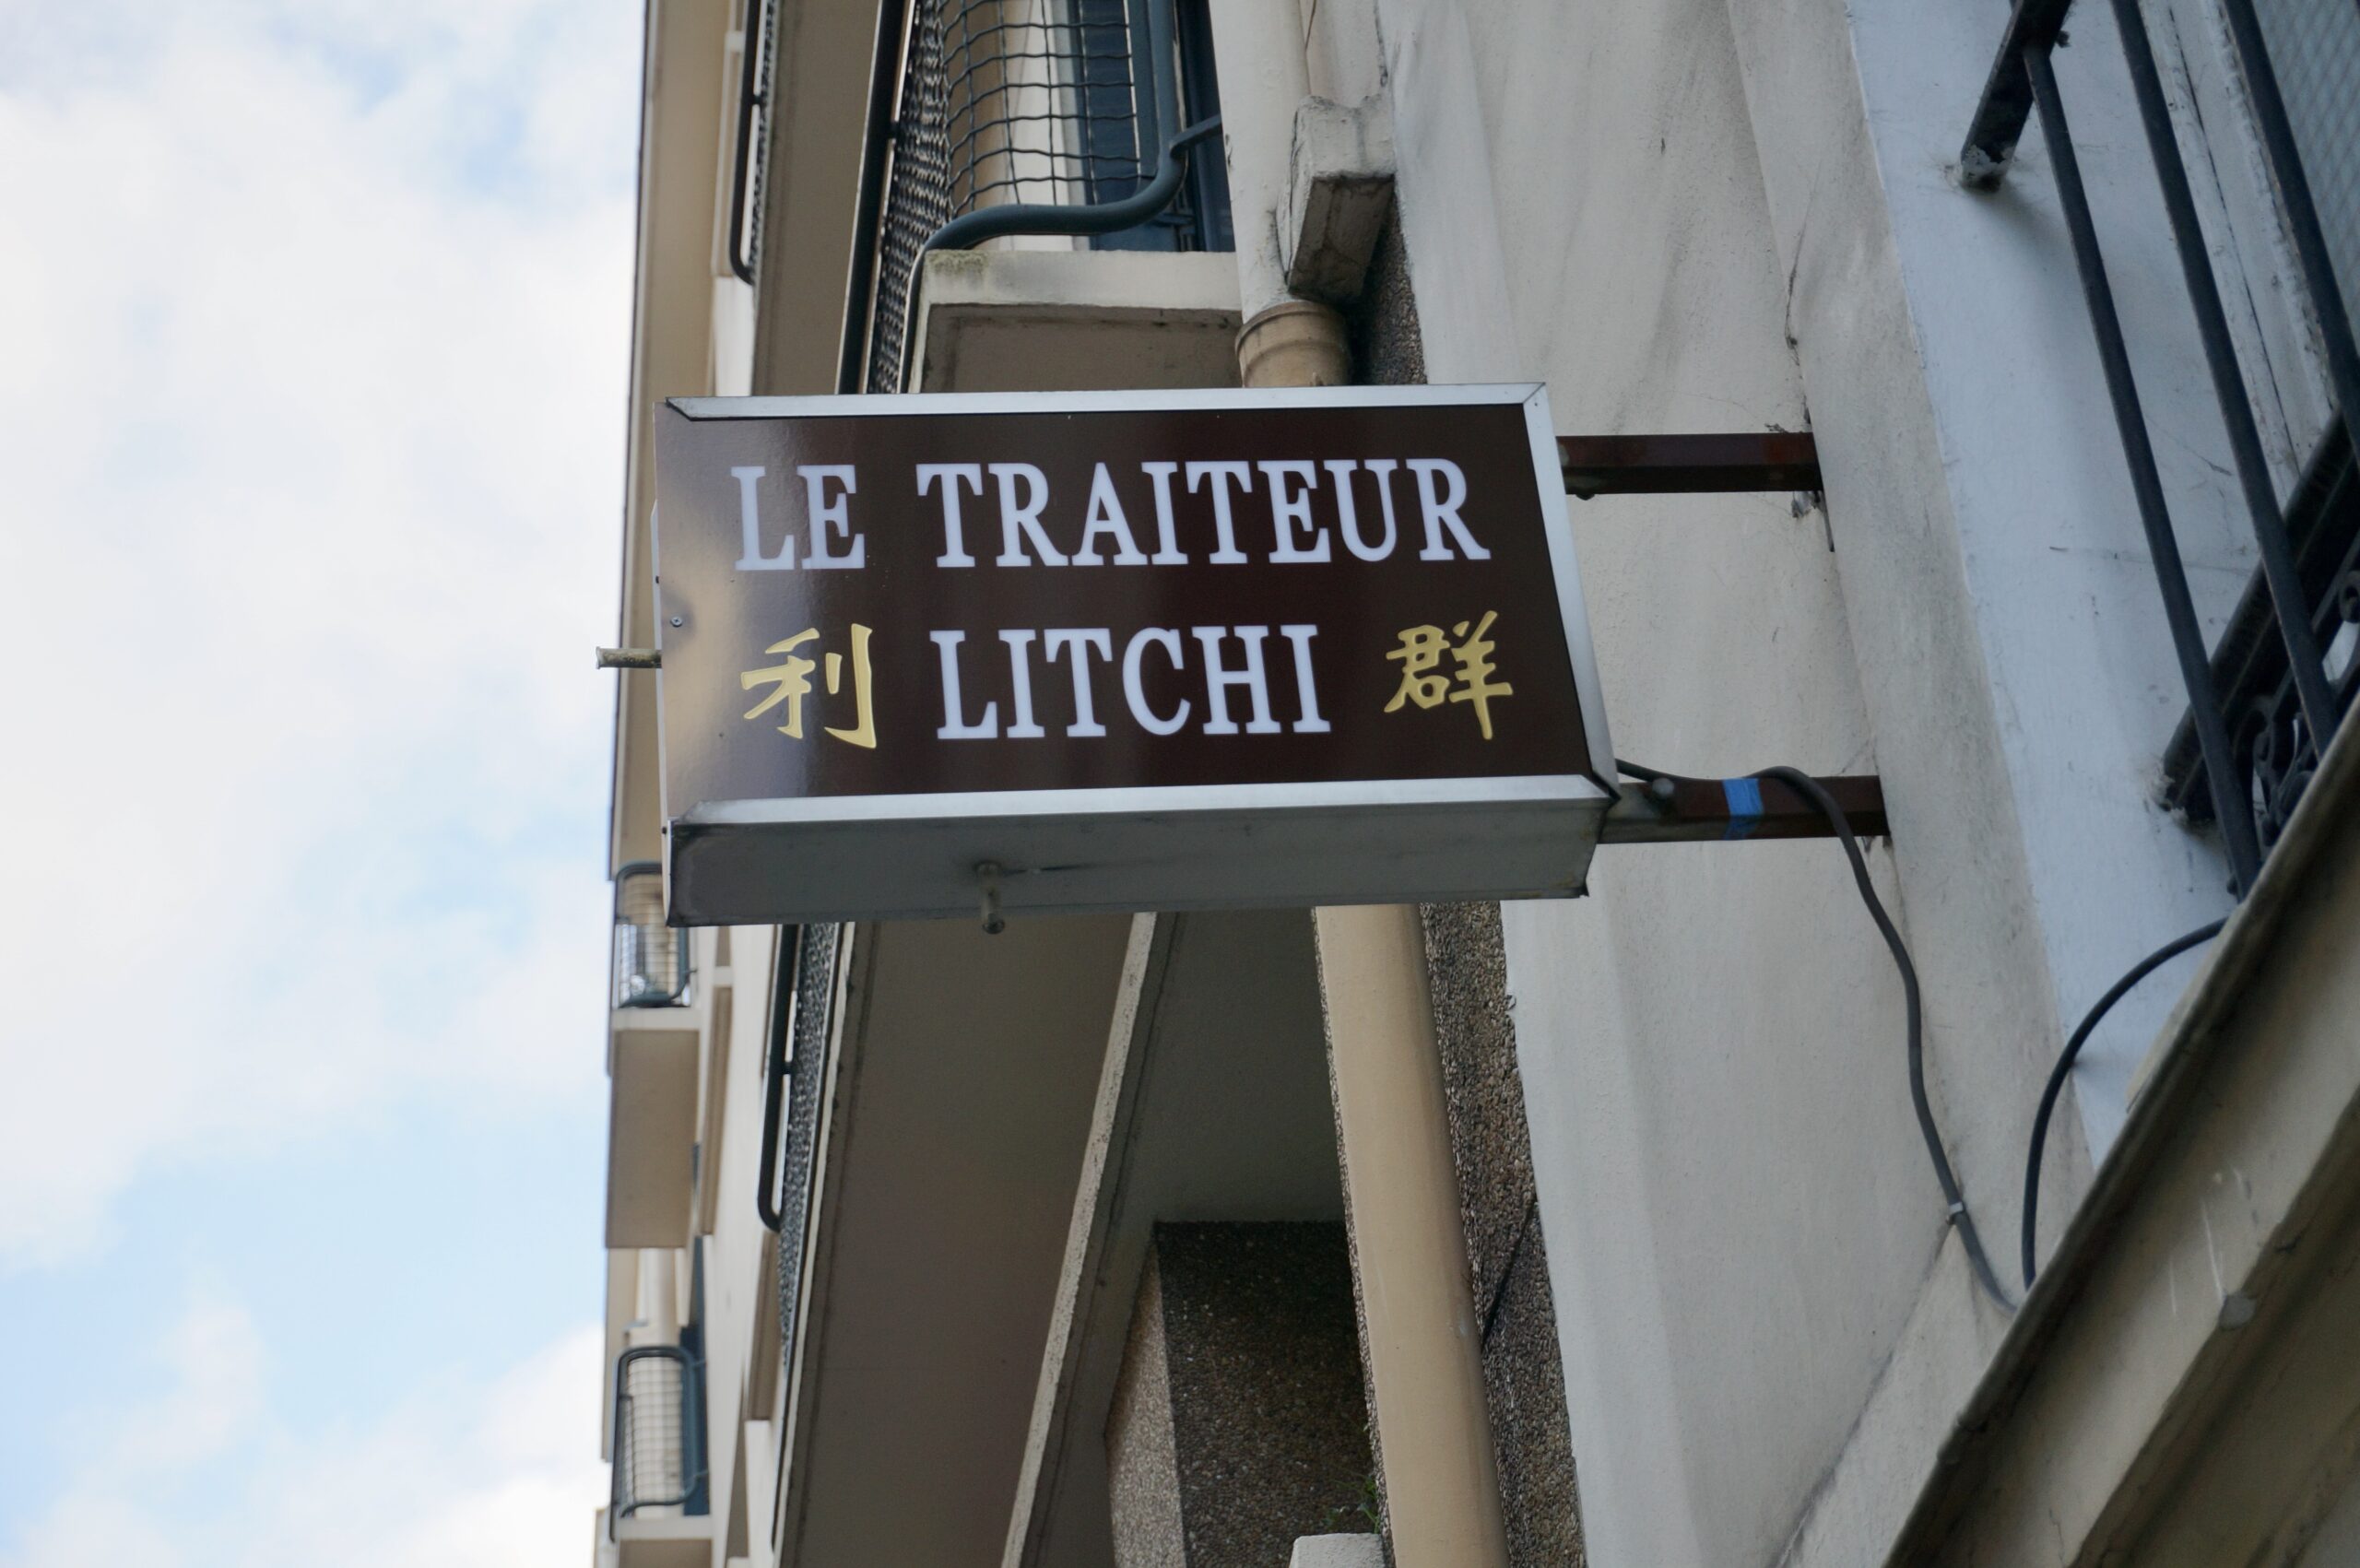 LE TRAITEUR
利 LITCHI 群